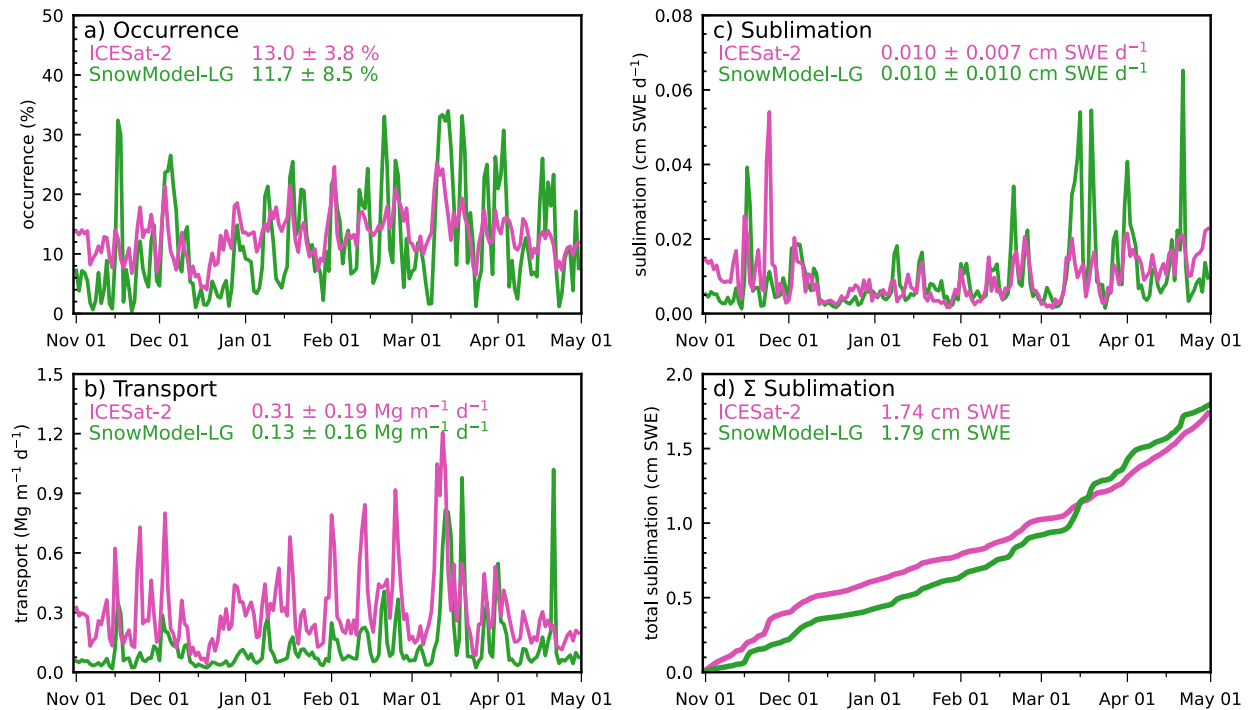 a) Occurrence
ICESat-2 13.0 ± 3.8 %
SnowModel-LG 11.7 ± 8.5 %
occurrence (%)
50
40
30
20
10
0
Nov 01 Dec 01 Jan 01 Feb 01 Mar 01 Apr 01 May 01
c) Sublimation
ICESat-2 0.010 ± 0.007 cm SWE d⁻¹
SnowModel-LG 0.010 ± 0.010 cm SWE d⁻¹
sublimation (cm SWE d⁻¹)
0.08
0.06
0.04
0.02
0.00
Nov 01 Dec 01 Jan 01 Feb 01 Mar 01 Apr 01 May 01
b) Transport
ICESat-2 0.31 ± 0.19 Mg m⁻¹ d⁻¹
SnowModel-LG 0.13 ± 0.16 Mg m⁻¹ d⁻¹
transport (Mg m⁻¹ d⁻¹)
1.5
1.2
0.9
0.6
0.3
0.0
Nov 01 Dec 01 Jan 01 Feb 01 Mar 01 Apr 01 May 01
d) Σ Sublimation
ICESat-2 1.74 cm SWE
SnowModel-LG 1.79 cm SWE
total sublimation (cm SWE)
2.0
1.5
1.0
0.5
0.0
Nov 01 Dec 01 Jan 01 Feb 01 Mar 01 Apr 01 May 01